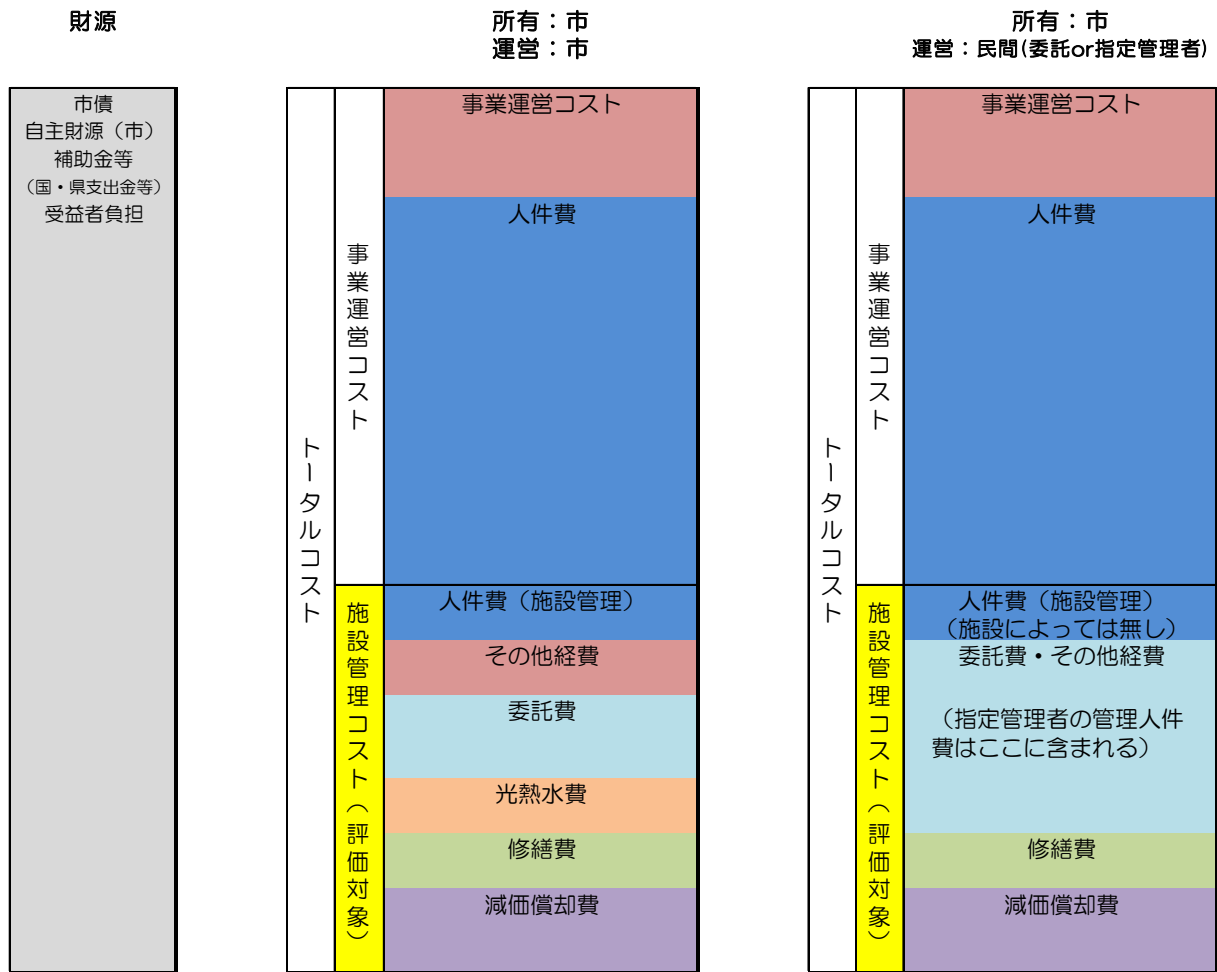 財源
市債
自主財源（市）
補助金等
（国・県支出金等）
受益者負担
所有：市
運営：市
トータルコスト
事業運営コスト
施設管理コスト（評価対象）
事業運営コスト
人件費
人件費（施設管理）
その他経費
委託費
光熱水費
修繕費
減価償却費
所有：市
運営：民間(委託or指定管理者)
トータルコスト
事業運営コスト
施設管理コスト（評価対象）
事業運営コスト
人件費
人件費（施設管理）
（施設によっては無し）
委託費・その他経費
（指定管理者の管理人件
費はここに含まれる）
修繕費
減価償却費